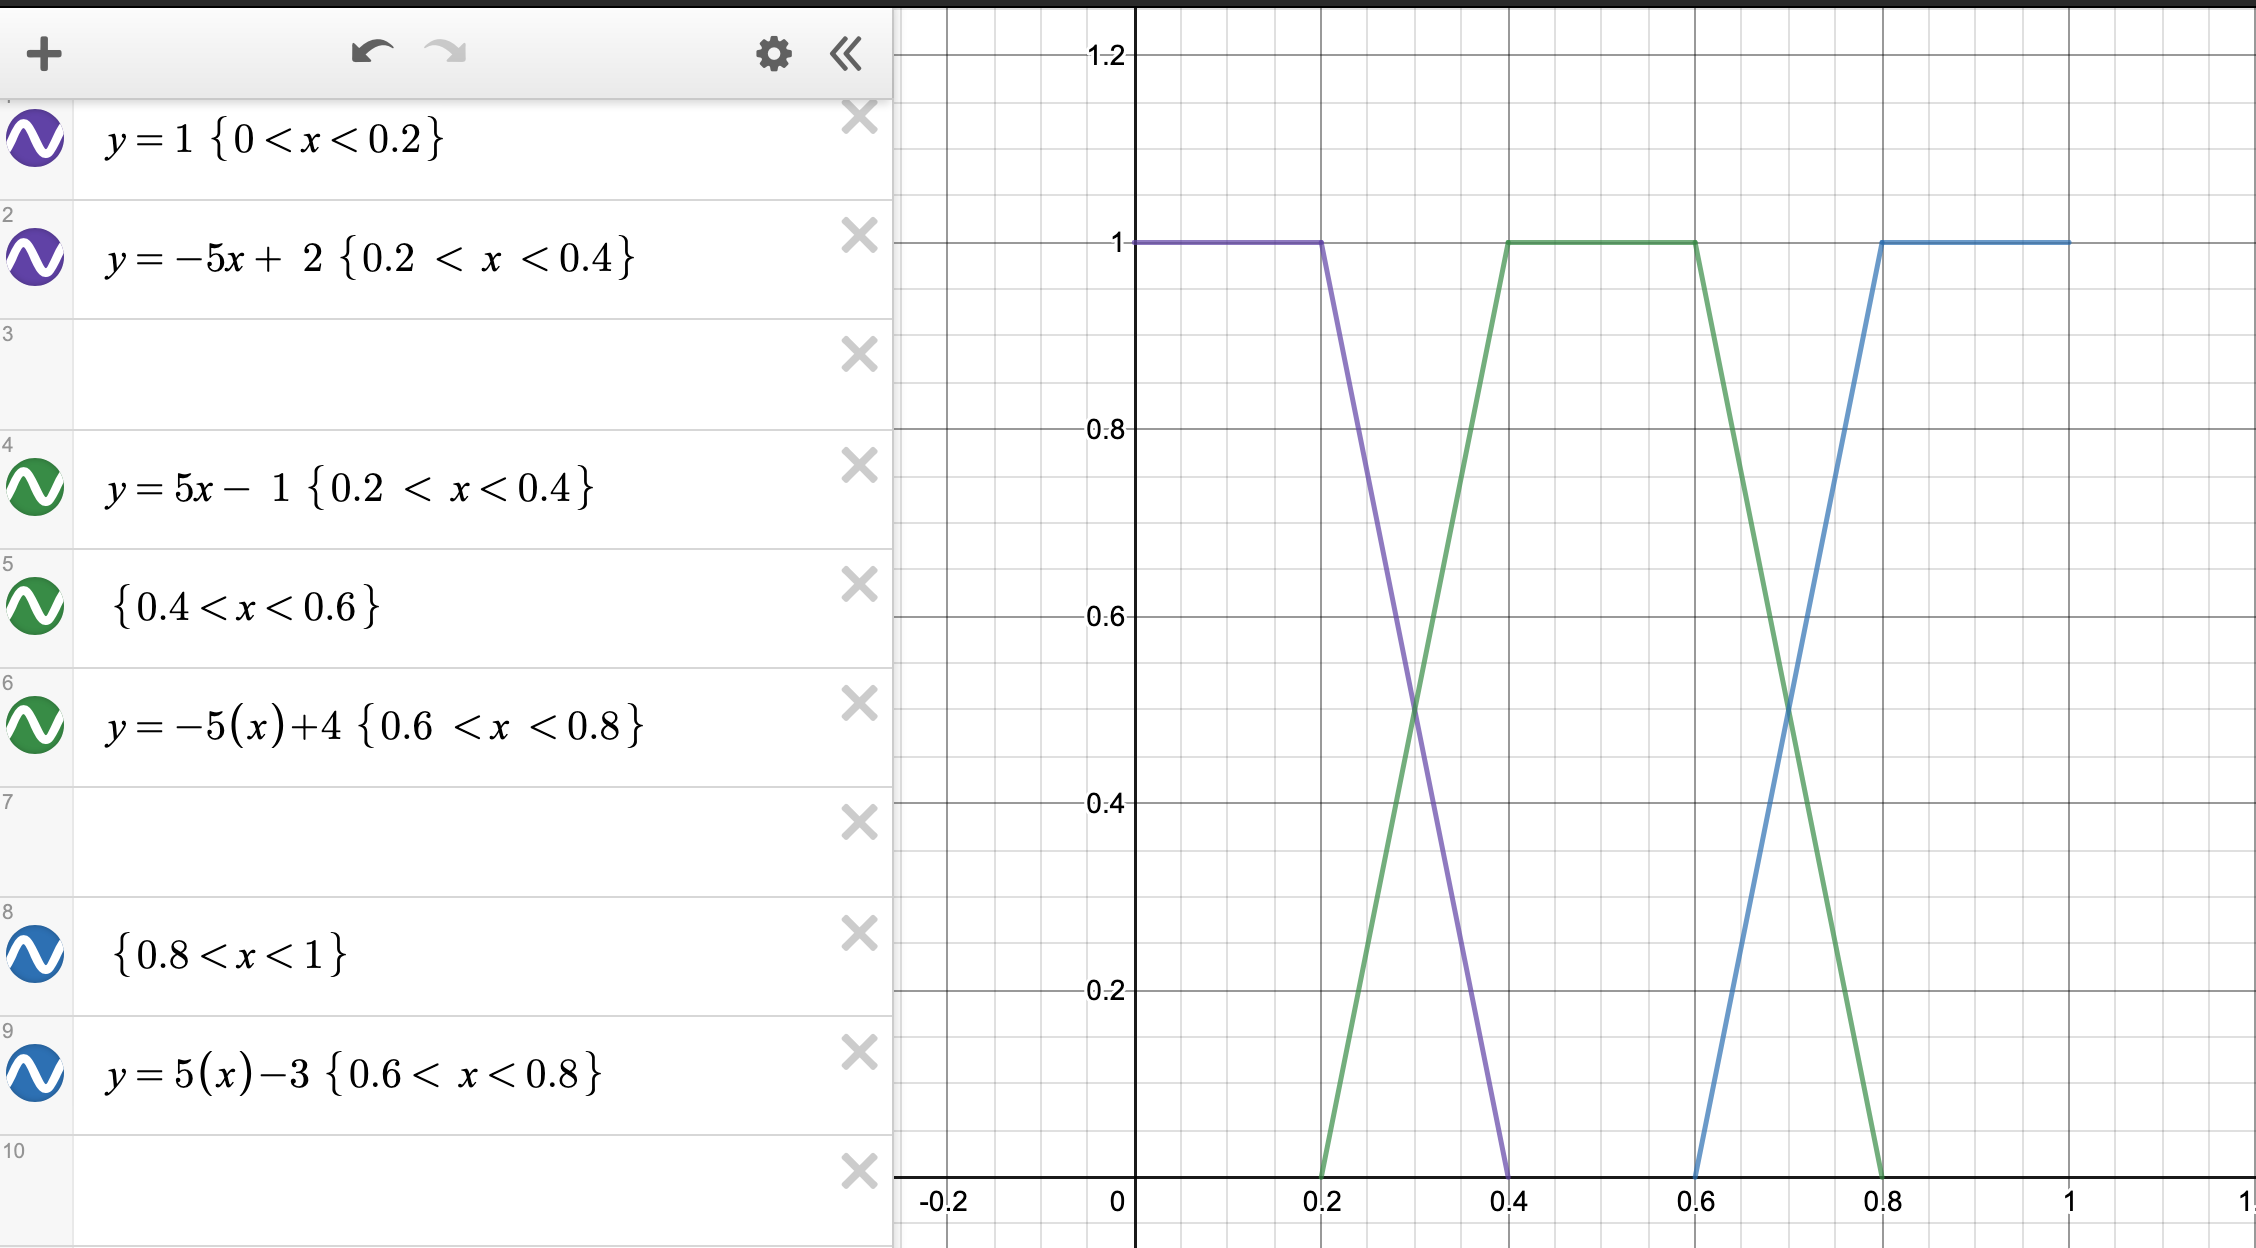 y = 1 {0 < x < 0.2}
2
y = −5x + 2 {0.2 < x < 0.4}
3
4
y = 5x − 1 {0.2 < x < 0.4}
5
{0.4 < x < 0.6}
6
y = −5(x)+4 {0.6 < x < 0.8}
7
8
{0.8 < x < 1}
9
y = 5(x)−3 {0.6 < x < 0.8}
10
1.2
1
0.8
0.6
0.4
0.2
-0.2 0 0.2 0.4 0.6 0.8 1